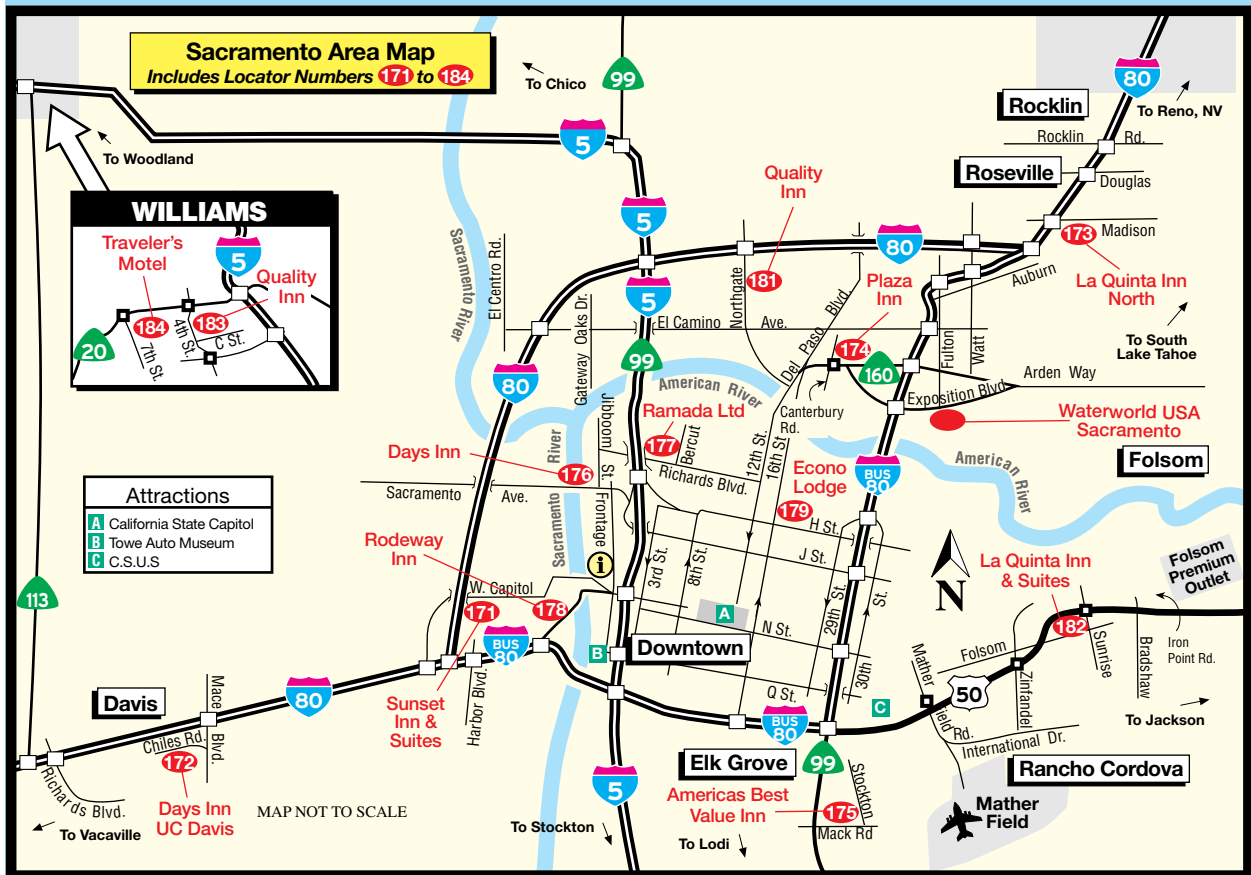 Sacramento Area Map
Includes Locator Numbers 171 to 184
To Chico
99
80
To Reno, NV
Rocklin
Rocklin Rd.
Roseville
Douglas
Madison
173
La Quinta Inn
North
To South
Lake Tahoe
To Woodland
5
5
80
Quality
Inn
181
Northgate
Plaza
Inn
174
Auburn
WILLIAMS
Traveler's
Motel
184
5
Quality
Inn
183
4th St.
C St.
7th St.
20
Sacramento River
El Centro Rd.
Gateway Oaks Dr.
5
99
El Camino Ave.
Del Paso Blvd.
Fulton
Watt
160
Arden Way
Exposition Blvd.
Canterbury
Rd.
80
American River
Waterworld USA
Sacramento
Folsom
American
River
Ramada Ltd
177
Bercut
Jibboom St.
Days Inn
176
Sacramento Ave.
Sacramento River
Frontage
Richards Blvd.
12th St.
16th St.
Econo
Lodge
179
BUS
80
Attractions
A California State Capitol
B Towe Auto Museum
C C.S.U.S
H St.
J St.
3rd St.
8th St.
29th St.
30th St.
N St.
Q St.
A
B
C
i
N
Rodeway
Inn
178
W. Capitol
171
Sunset
Inn &
Suites
BUS
80
Harbor Blvd.
Downtown
La Quinta Inn
& Suites
182
Folsom
Premium
Outlet
Iron
Point Rd.
Sunrise
Bradshaw
Folsom
Zinfandel
Mather Field Rd.
50
International Dr.
To Jackson
Rancho Cordova
Mather
Field
113
Davis
80
Mace Blvd.
Chiles Rd.
172
Days Inn
UC Davis
Richards Blvd.
To Vacaville
MAP NOT TO SCALE
To Stockton
5
BUS
80
Elk Grove
99
Americas Best
Value Inn
175
Stockton
Mack Rd
To Lodi